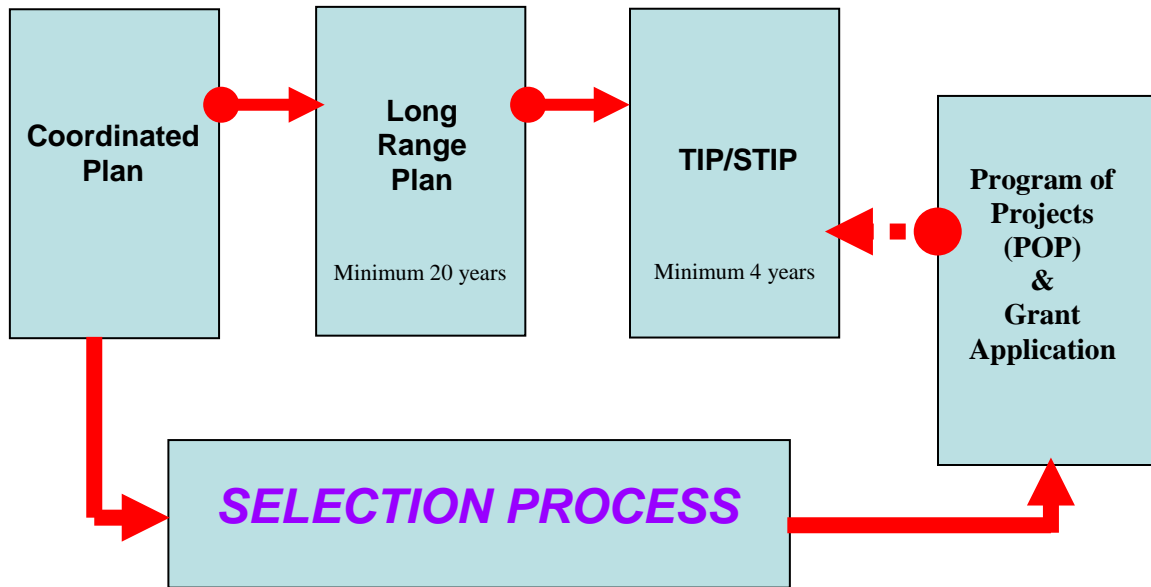 Coordinated
Plan
Long
Range
Plan
Minimum 20 years
TIP/STIP
Minimum 4 years
Program of
Projects
(POP)
&
Grant
Application
SELECTION PROCESS